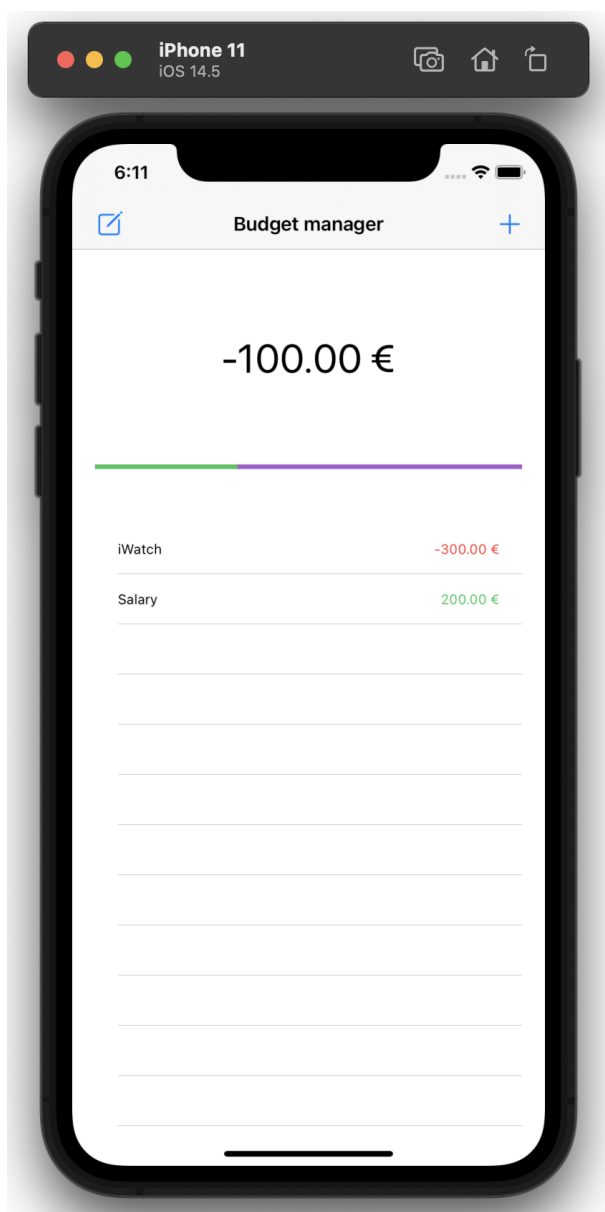 iPhone 11
iOS 14.5
6:11
Budget manager
-100.00 €
iWatch -300.00 €
Salary 200.00 €